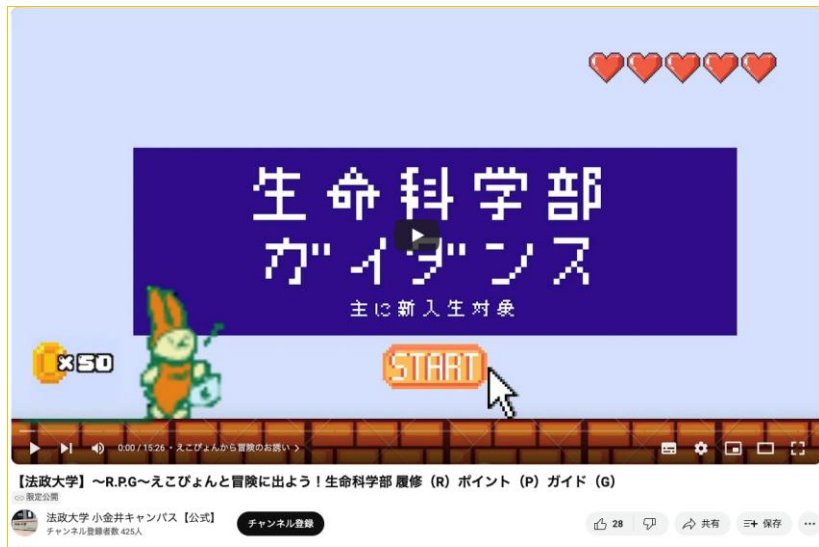 生命科学部
ガイダンス
主に新入生対象
×50
START
0:00 / 15:26 • えこぴょんから冒険のお誘い >
【法政大学】〜R.P.G〜えこぴょんと冒険に出よう！生命科学部 履修（R）ポイント（P）ガイド（G）
限定公開
法政大学 小金井キャンパス【公式】
チャンネル登録者数 425人
チャンネル登録
28
共有
保存